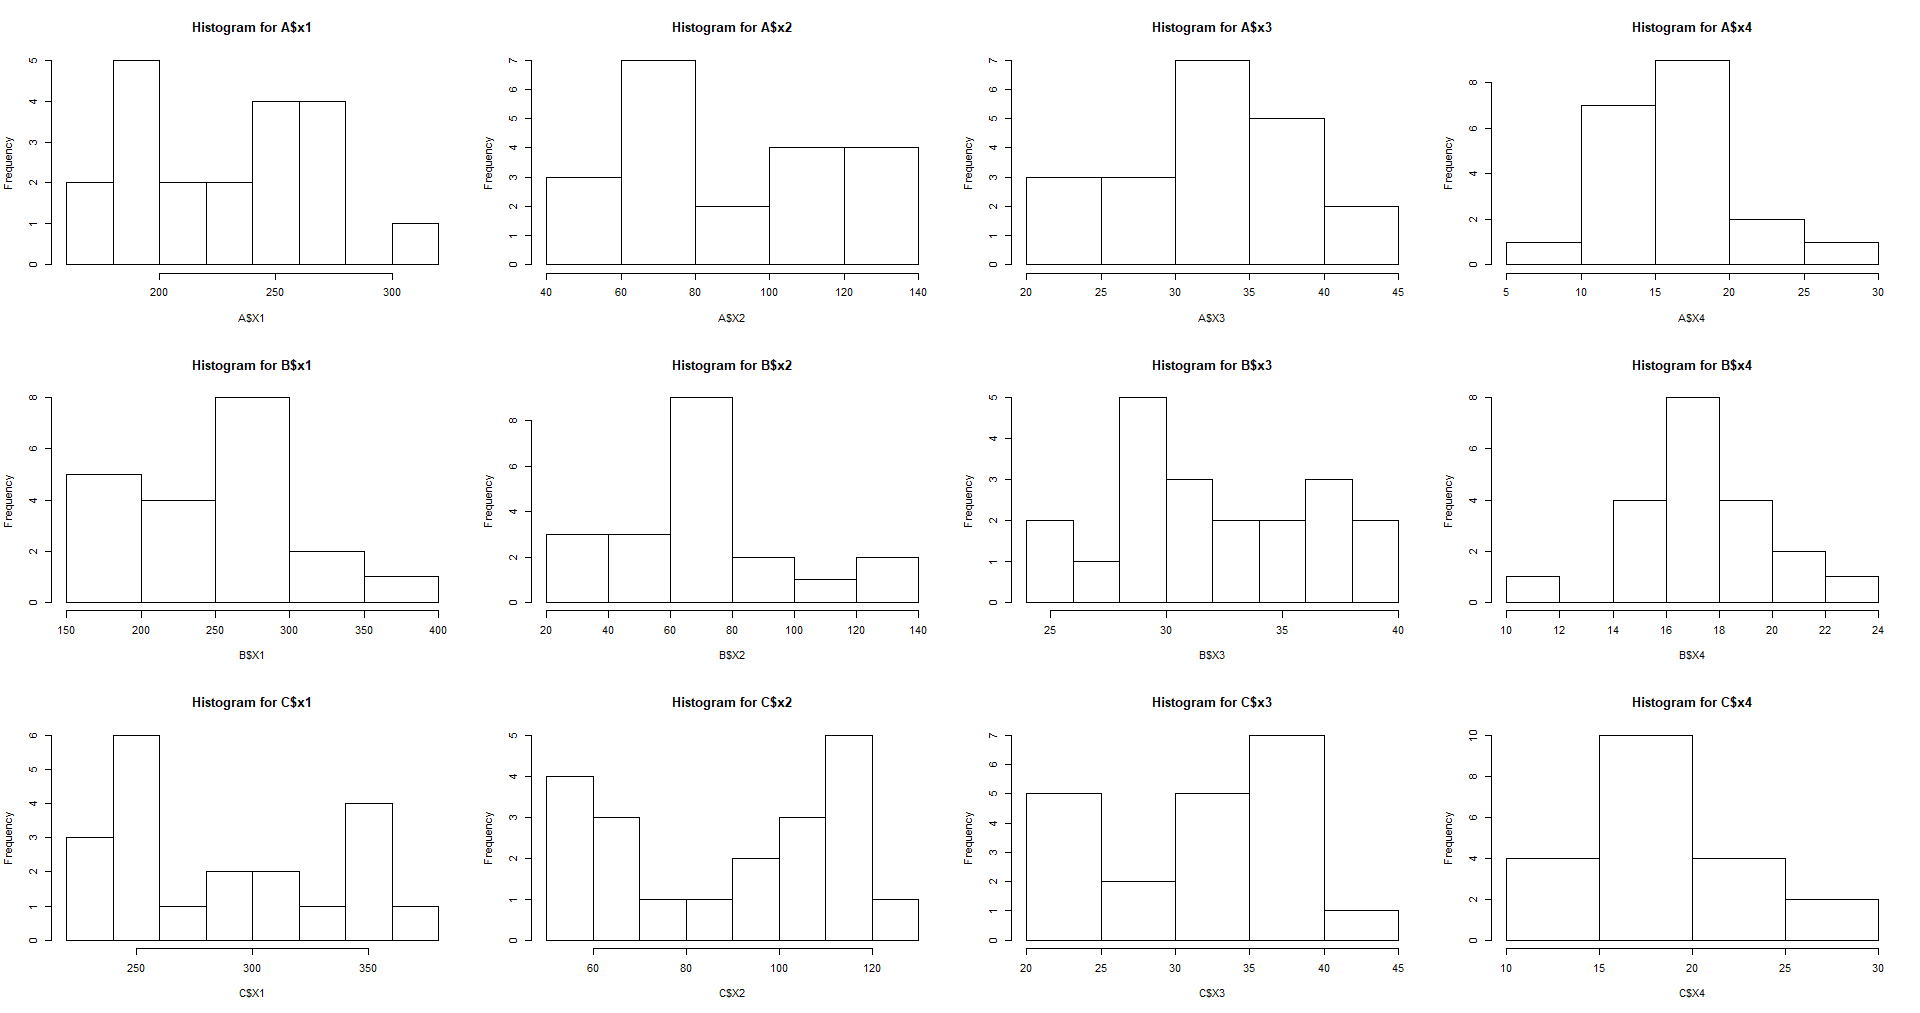 Histogram for A$x1
Frequency
0 1 2 3 4 5
200 250 300
A$X1
Histogram for A$x2
Frequency
0 1 2 3 4 5 6 7
40 60 80 100 120 140
A$X2
Histogram for A$x3
Frequency
0 1 2 3 4 5 6 7
20 25 30 35 40 45
A$X3
Histogram for A$x4
Frequency
0 2 4 6 8
5 10 15 20 25 30
A$X4
Histogram for B$x1
Frequency
0 2 4 6 8
150 200 250 300 350 400
B$X1
Histogram for B$x2
Frequency
0 2 4 6 8
20 40 60 80 100 120 140
B$X2
Histogram for B$x3
Frequency
0 1 2 3 4 5
25 30 35 40
B$X3
Histogram for B$x4
Frequency
0 2 4 6 8
10 12 14 16 18 20 22 24
B$X4
Histogram for C$x1
Frequency
0 1 2 3 4 5 6
250 300 350
C$X1
Histogram for C$x2
Frequency
0 1 2 3 4 5
60 80 100 120
C$X2
Histogram for C$x3
Frequency
0 1 2 3 4 5 6 7
20 25 30 35 40 45
C$X3
Histogram for C$x4
Frequency
0 2 4 6 8 10
10 15 20 25 30
C$X4